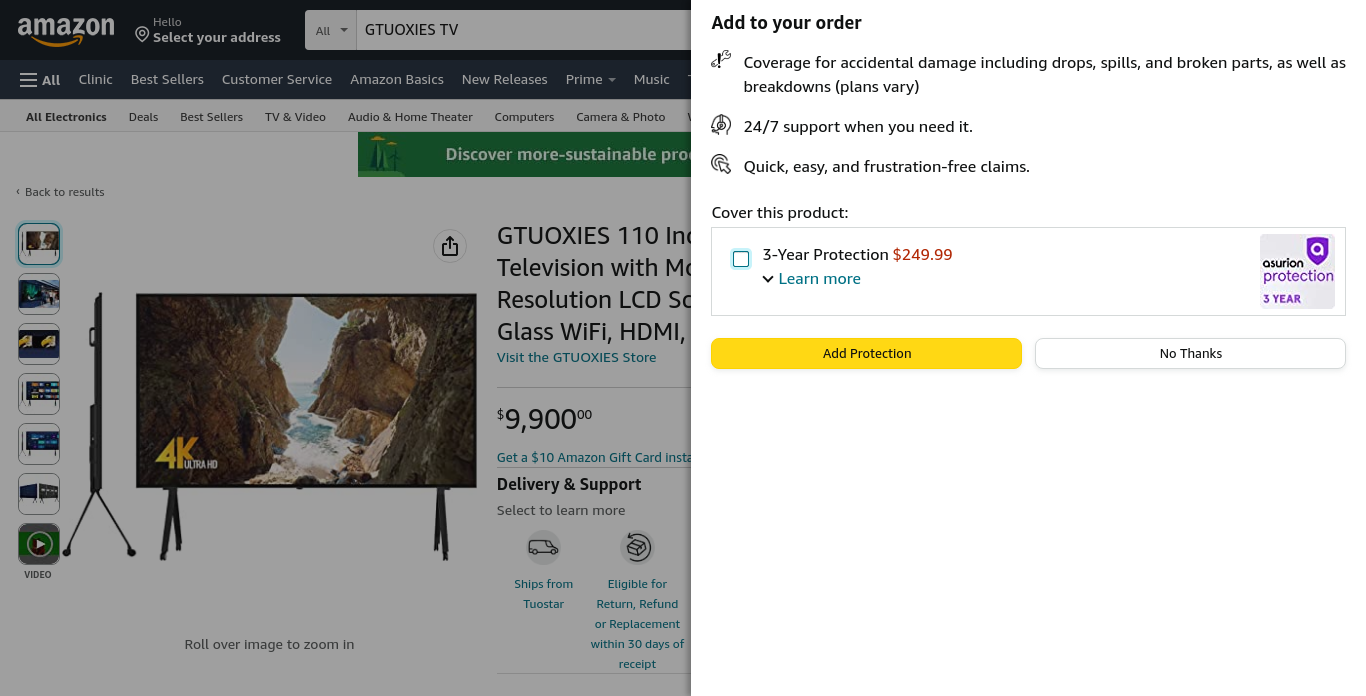 amazon
Hello
Select your address
All
GTUOXIES TV
All
Clinic
Best Sellers
Customer Service
Amazon Basics
New Releases
Prime
Music
All Electronics
Deals
Best Sellers
TV & Video
Audio & Home Theater
Computers
Camera & Photo
Discover more-sustainable
‹ Back to results
GTUOXIES 110
Television with
Resolution LCD
Glass WiFi, HDMI,
Visit the GTUOXIES Store
$9,90000
Get a $10 Amazon Gift Card
Delivery & Support
Select to learn more
Ships from
Tuostar
Eligible for
Return, Refund
or Replacement
within 30 days of
receipt
4K ULTRA HD
VIDEO
Roll over image to zoom in
Add to your order
Coverage for accidental damage including drops, spills, and broken parts, as well as
breakdowns (plans vary)
24/7 support when you need it.
Quick, easy, and frustration-free claims.
Cover this product:
3-Year Protection $249.99
Learn more
asurion
protection
3 YEAR
Add Protection
No Thanks